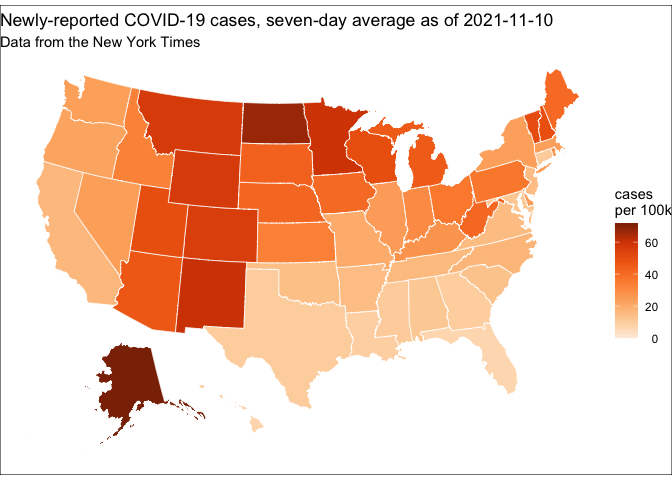 Newly-reported COVID-19 cases, seven-day average as of 2021-11-10
Data from the New York Times
cases
per 100k
60
40
20
0